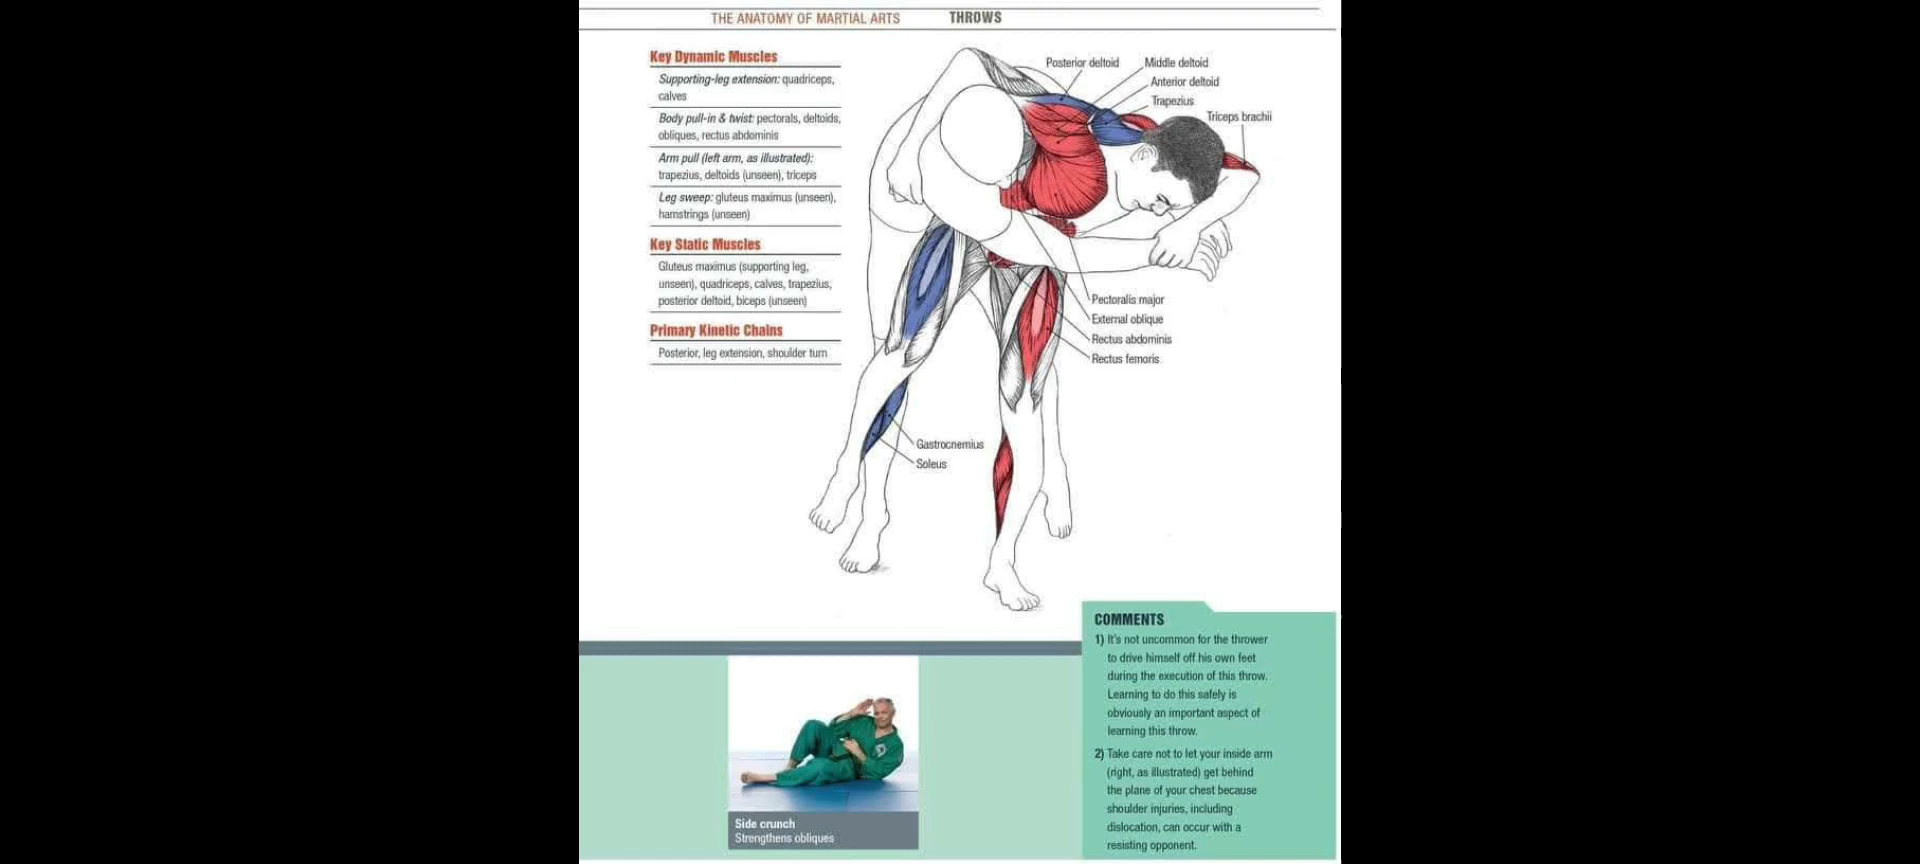 THE ANATOMY OF MARTIAL ARTS THROWS
Key Dynamic Muscles
Supporting-leg extension: quadriceps,
calves
Body pull-in & twist: pectorals, deltoids,
obliques, rectus abdominis
Arm pull (left arm, as illustrated):
trapezius, deltoids (unseen), triceps
Leg sweep: gluteus maximus (unseen),
hamstrings (unseen)
Key Static Muscles
Gluteus maximus (supporting leg,
unseen), quadriceps, calves, trapezius,
posterior deltoid, biceps (unseen)
Primary Kinetic Chains
Posterior, leg extension, shoulder turn
Posterior deltoid
Middle deltoid
Anterior deltoid
Trapezius
Triceps brachii
Pectoralis major
External oblique
Rectus abdominis
Rectus femoris
Gastrocnemius
Soleus
COMMENTS
1) It's not uncommon for the thrower
to drive himself off his own feet
during the execution of this throw.
Learning to do this safely is
obviously an important aspect of
learning this throw.
2) Take care not to let your inside arm
(right, as illustrated) get behind
the plane of your chest because
shoulder injuries, including
dislocation, can occur with a
resisting opponent.
Side crunch
Strengthens obliques